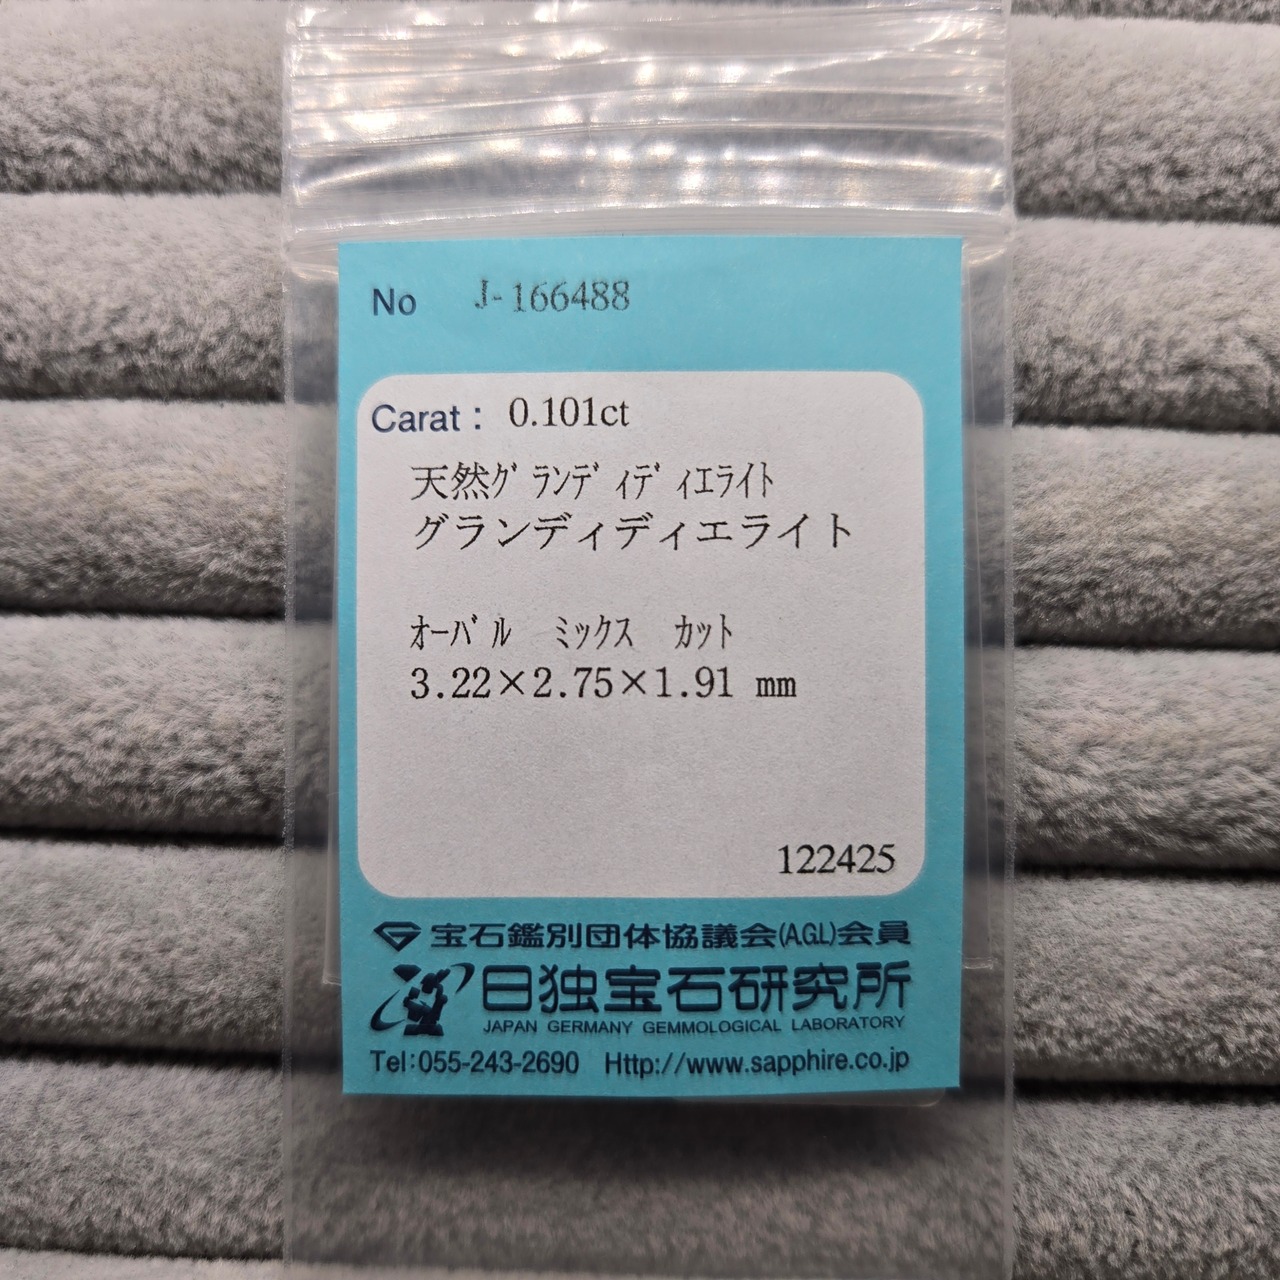 No J-166488
Carat : 0.101ct
天然ｸﾞﾗﾝﾃﾞｨﾃﾞｨｴﾗｲﾄ
グランディディエライト
ｵｰﾊﾞﾙ ﾐｯｸｽ ｶｯﾄ
3.22×2.75×1.91 mm
122425
宝石鑑別団体協議会(AGL)会員
日独宝石研究所
JAPAN GERMANY GEMMOLOGICAL LABORATORY
Tel:055-243-2690 Http://www.sapphire.co.jp